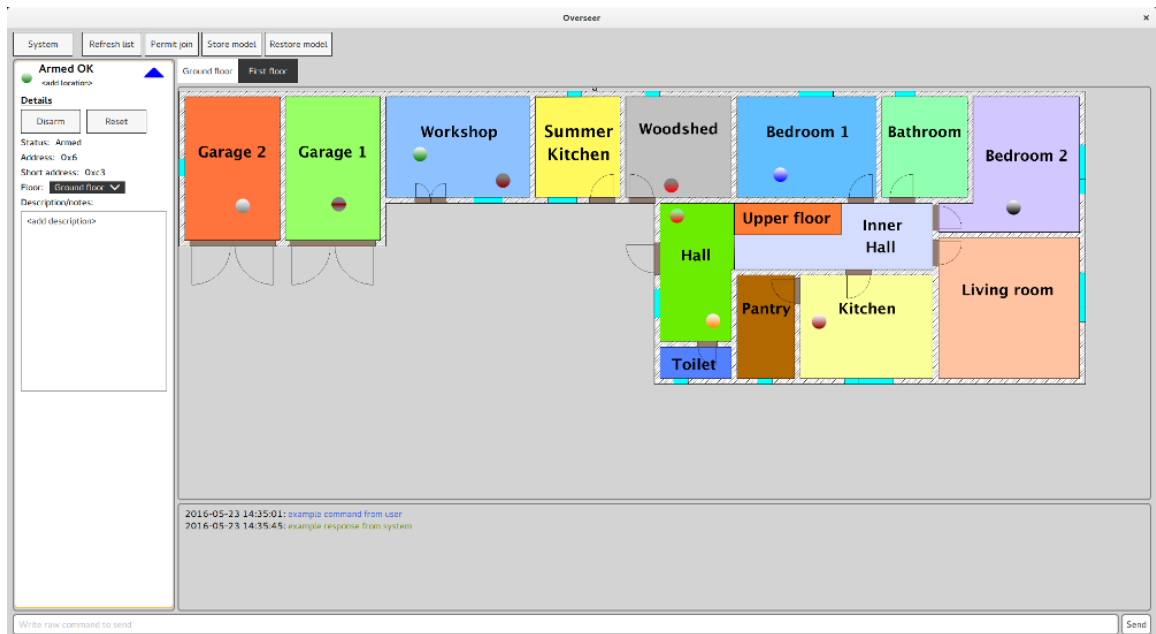 Overseer
System
Refresh list
Permit join
Store model
Restore model
Armed OK
<add location>
Details
Disarm
Reset
Status: Armed
Address: 0x6
Short address: 0xc3
Floor: Ground floor
Description/notes:
<add description>
Ground floor
First floor
Garage 2
Garage 1
Workshop
Summer
Kitchen
Woodshed
Bedroom 1
Bathroom
Bedroom 2
Upper floor
Inner
Hall
Hall
Living room
Pantry
Kitchen
Toilet
2016-05-23 14:35:01: example command from user
2016-05-23 14:35:45: example response from system
Write raw command to send
Send